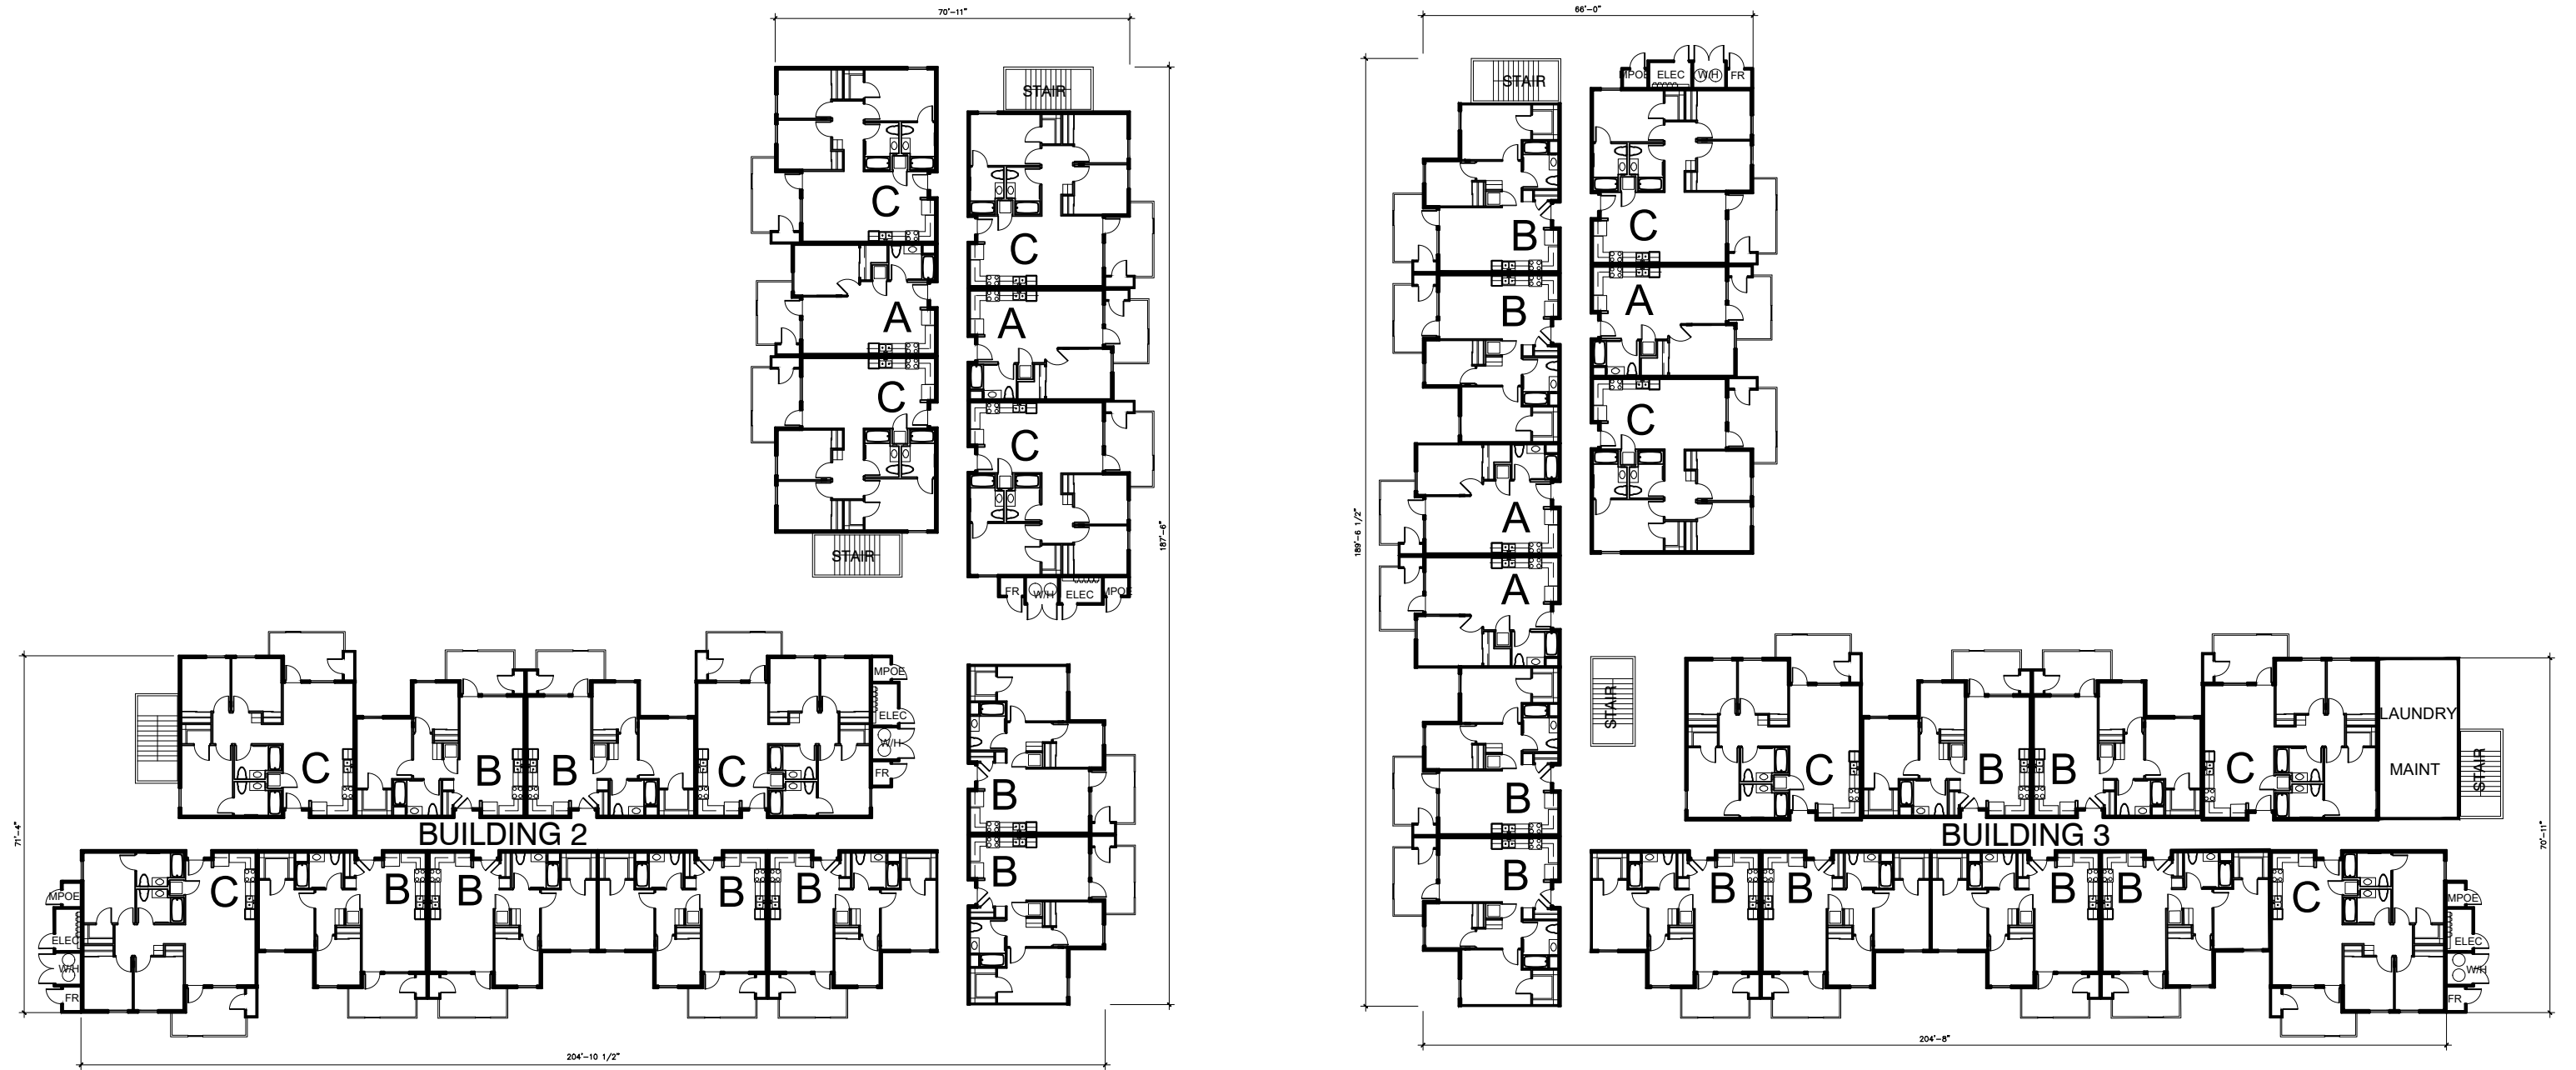 70'-11"
STAIR
C
C
A
A
C
C
187'-6"
STAIR
FR W/H ELEC MPOE
71'-4"
MPOE
ELEC
W/H
FR
C B B C
BUILDING 2
C B B B B
MPOE
ELEC
W/H
FR
B
B
204'-10 1/2"
66'-0"
STAIR
MPOE ELEC W/H FR
B
C
B
A
C
A
189'-6 1/2"
A
STAIR
B
B
LAUNDRY
MAINT
STAIR
C B B C
BUILDING 3
B B B B C
MPOE
ELEC
W/H
FR
70'-11"
204'-8"